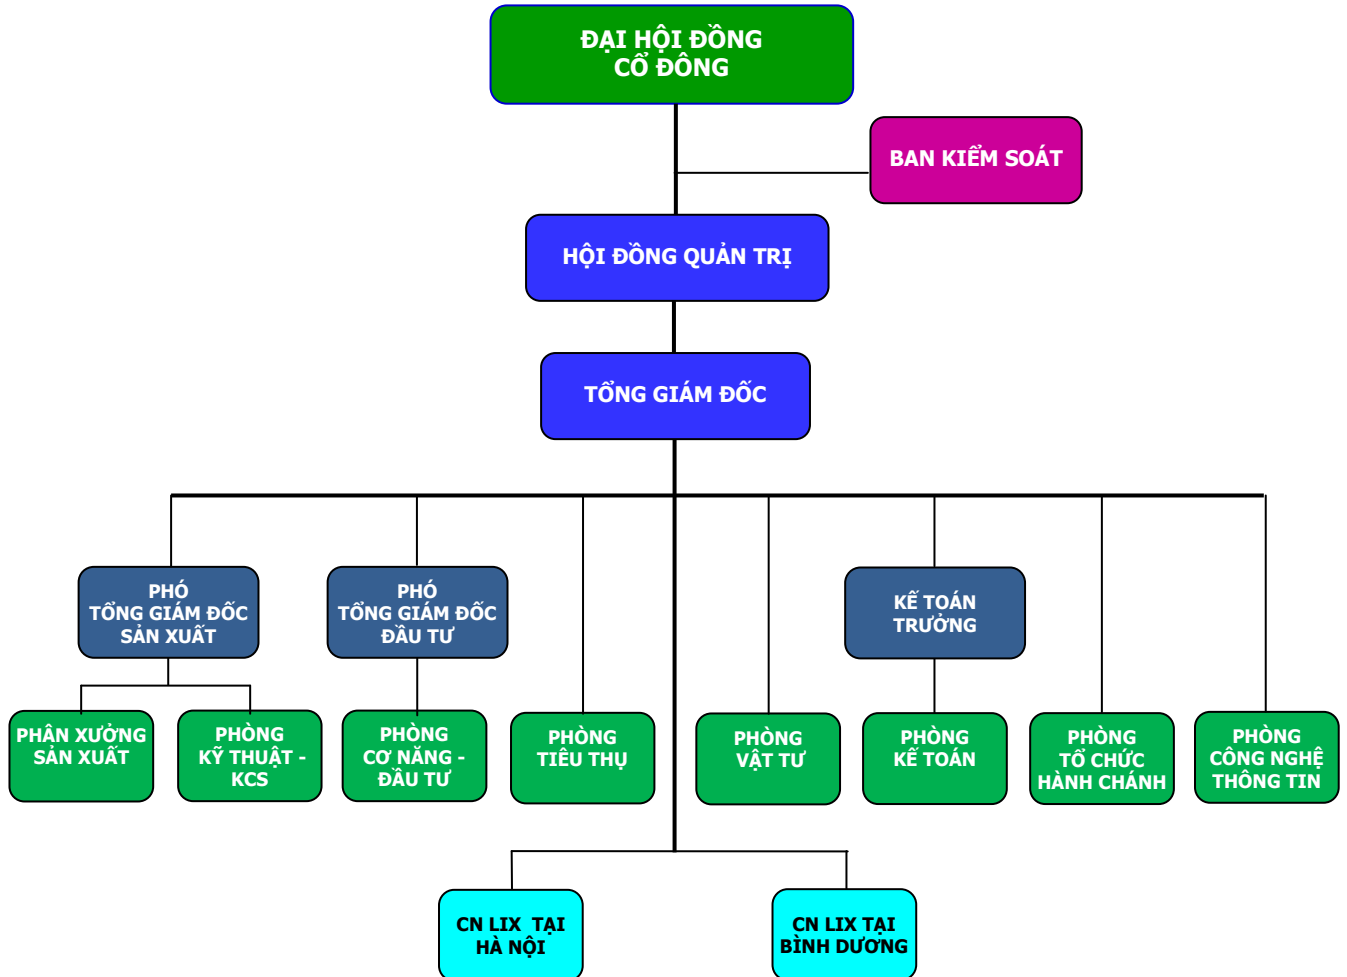 ĐẠI HỘI ĐỒNG
CỔ ĐÔNG
BAN KIỂM SOÁT
HỘI ĐỒNG QUẢN TRỊ
TỔNG GIÁM ĐỐC
PHÓ
TỔNG GIÁM ĐỐC
SẢN XUẤT
PHÓ
TỔNG GIÁM ĐỐC
ĐẦU TƯ
KẾ TOÁN
TRƯỞNG
PHÂN XƯỞNG
SẢN XUẤT
PHÒNG
KỸ THUẬT -
KCS
PHÒNG
CƠ NĂNG -
ĐẦU TƯ
PHÒNG
TIÊU THỤ
PHÒNG
VẬT TƯ
PHÒNG
KẾ TOÁN
PHÒNG
TỔ CHỨC
HÀNH CHÁNH
PHÒNG
CÔNG NGHỆ
THÔNG TIN
CN LIX TẠI
HÀ NỘI
CN LIX TẠI
BÌNH DƯƠNG